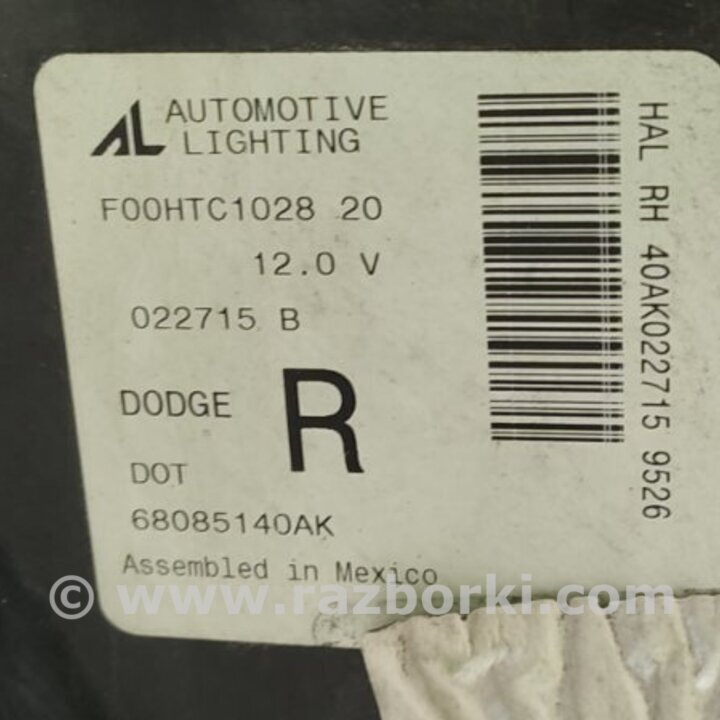 AL AUTOMOTIVE
LIGHTING
F00HTC1028 20
12.0 V
022715 B
DODGE R
DOT
68085140AK
Assembled in Mexico
HAL RH 40AK022715 9526
© www.razborki.com